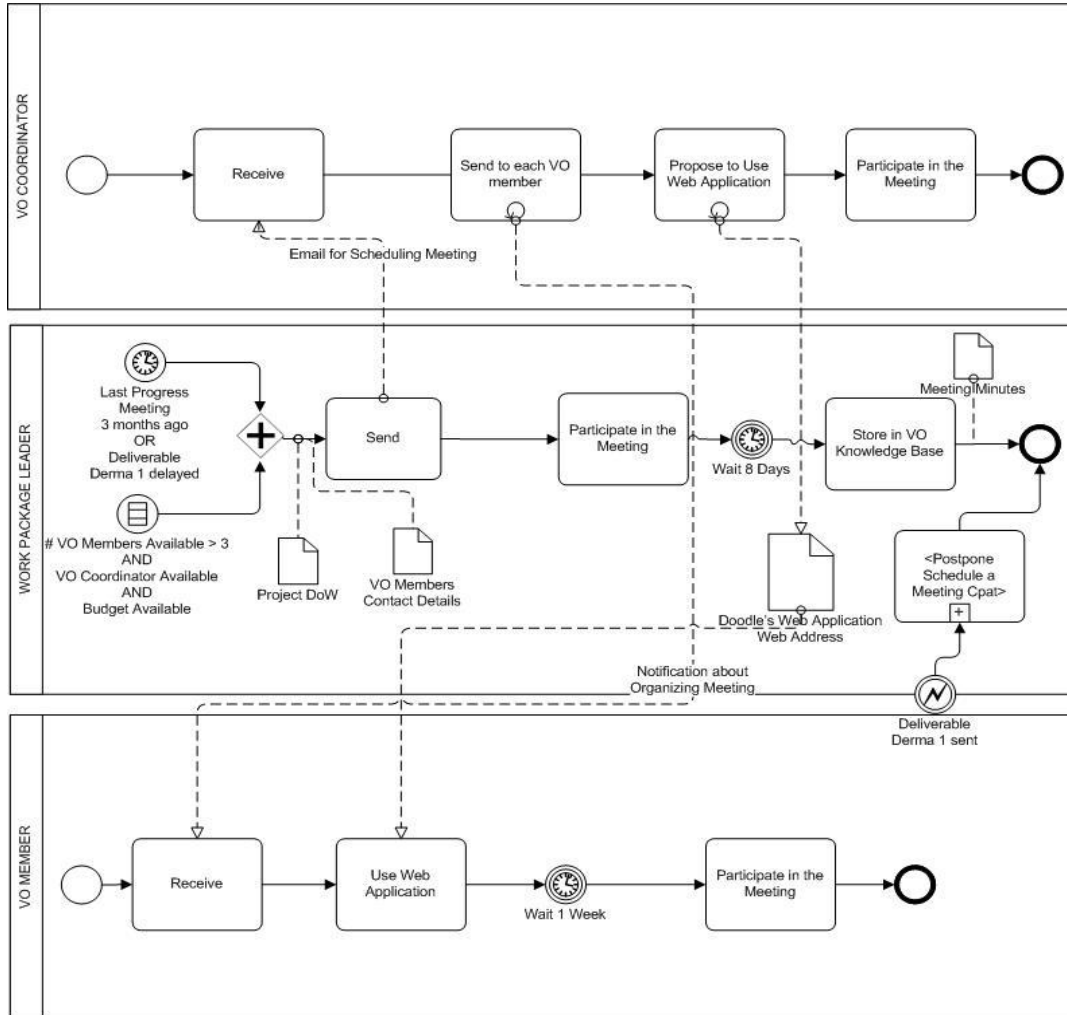 VO COORDINATOR
Receive
Send to each VO
member
Propose to Use
Web Application
Participate in the
Meeting
Email for Scheduling Meeting
WORK PACKAGE LEADER
Last Progress
Meeting
3 months ago
OR
Deliverable
Derma 1 delayed
# VO Members Available > 3
AND
VO Coordinator Available
AND
Budget Available
Send
Project DoW
VO Members
Contact Details
Participate in the
Meeting
Wait 8 Days
Store in VO
Knowledge Base
Meeting Minutes
<Postpone
Schedule a
Meeting Cpat>
Doodle's Web Application
Web Address
Notification about
Organizing Meeting
Deliverable
Derma 1 sent
VO MEMBER
Receive
Use Web
Application
Wait 1 Week
Participate in the
Meeting